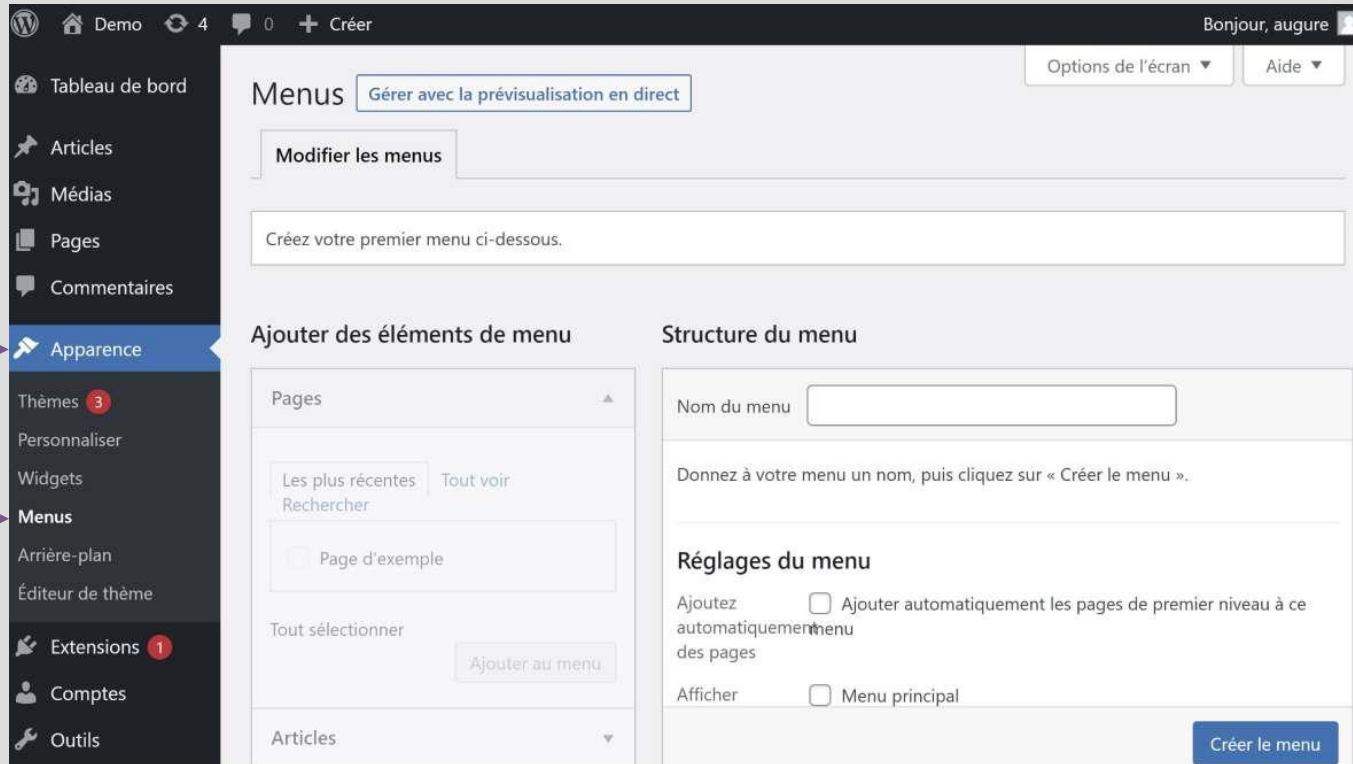 Demo 4 0 + Créer Bonjour, augure
Options de l'écran ▼ Aide ▼
Tableau de bord
Articles
Médias
Pages
Commentaires
Apparence
Thèmes 3
Personnaliser
Widgets
Menus
Arrière-plan
Éditeur de thème
Extensions 1
Comptes
Outils
Menus Gérer avec la prévisualisation en direct
Modifier les menus
Créez votre premier menu ci-dessous.
Ajouter des éléments de menu
Pages
Les plus récentes Tout voir
Rechercher
Page d'exemple
Tout sélectionner
Ajouter au menu
Articles
Structure du menu
Nom du menu
Donnez à votre menu un nom, puis cliquez sur « Créer le menu ».
Réglages du menu
Ajoutez
automatiquement
des pages
Ajouter automatiquement les pages de premier niveau à ce
menu
Afficher Menu principal
Créer le menu